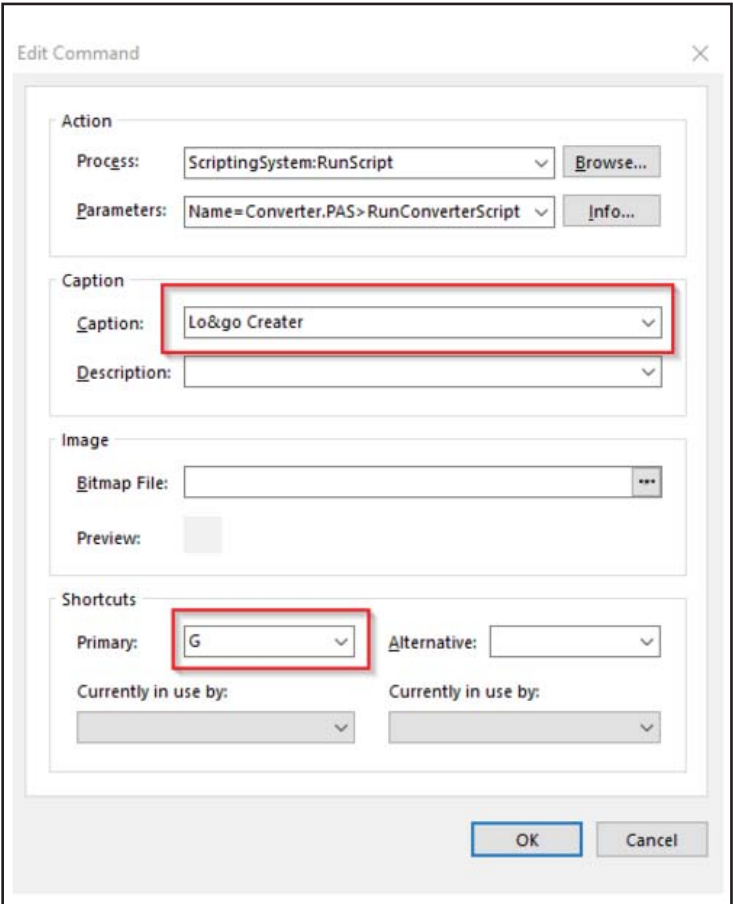 Edit Command
Action
Process: ScriptingSystem:RunScript Browse...
Parameters: Name=Converter.PAS>RunConverterScript Info...
Caption
Caption: Lo&go Creater
Description:
Image
Bitmap File: ...
Preview:
Shortcuts
Primary: G Alternative:
Currently in use by: Currently in use by:
OK Cancel